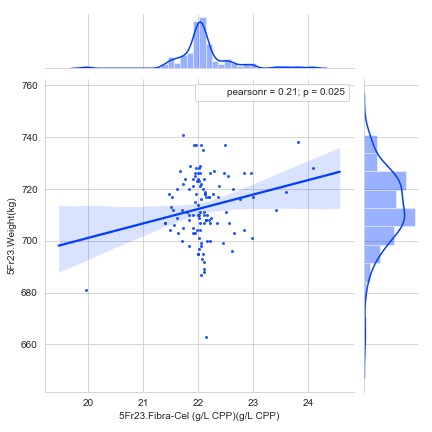 pearsonr = 0.21; p = 0.025
760
740
720
700
680
660
5Fr23.Weight(kg)
20 21 22 23 24
5Fr23.Fibra-Cel (g/L CPP)(g/L CPP)